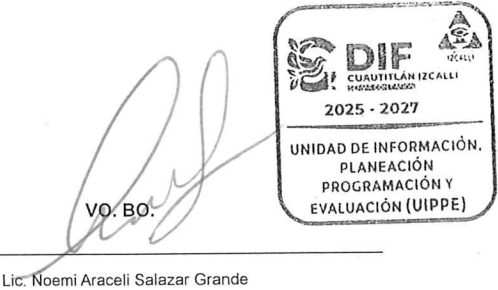 DIF
IZCALLI
CUAUTITLÁN IZCALLI
2025 - 2027
UNIDAD DE INFORMACIÓN,
PLANEACIÓN
PROGRAMACIÓN Y
EVALUACIÓN (UIPPE)
VO. BO.
Lic. Noemi Araceli Salazar Grande